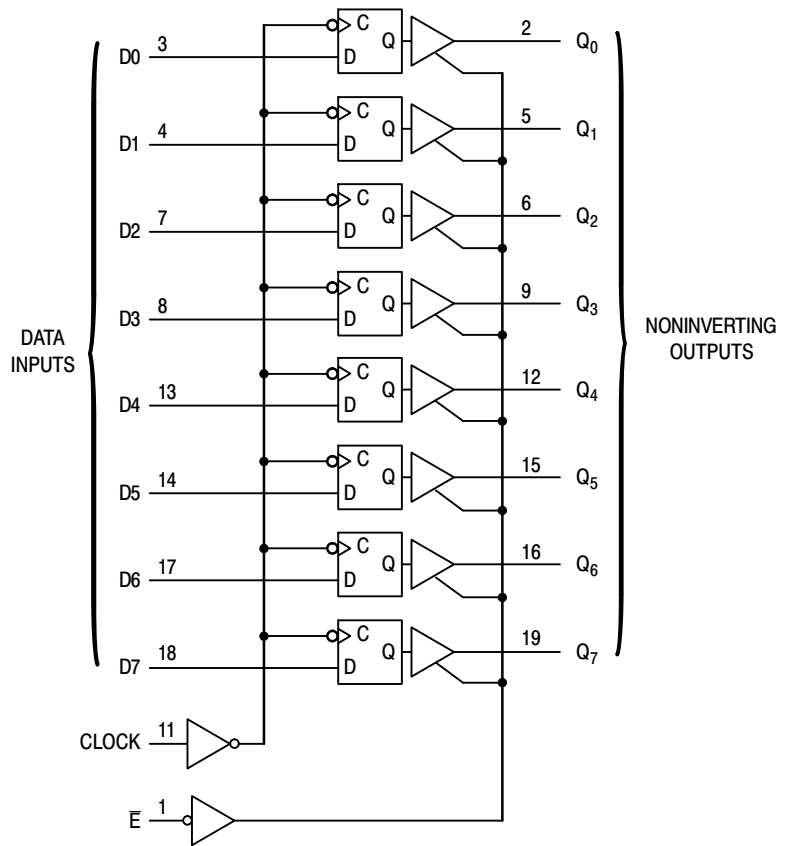 C
Q
D
D0 3
2 Q0
C
Q
D
D1 4
5 Q1
C
Q
D
D2 7
6 Q2
C
Q
D
D3 8
9 Q3
DATA
INPUTS
NONINVERTING
OUTPUTS
C
Q
D
D4 13
12 Q4
C
Q
D
D5 14
15 Q5
C
Q
D
D6 17
16 Q6
C
Q
D
D7 18
19 Q7
CLOCK 11
E̅ 1